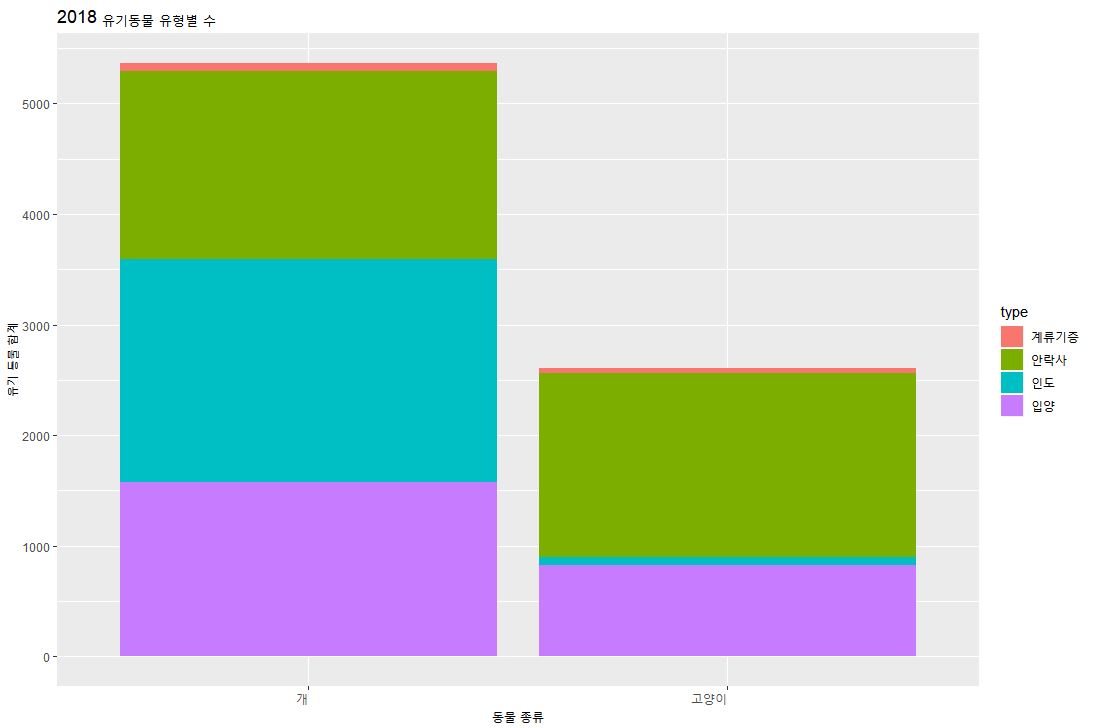 2018 유기동물 유형별 수
유기 동물 합계
5000
4000
3000
2000
1000
0
개
고양이
동물 종류
type
계류기증
안락사
인도
입양